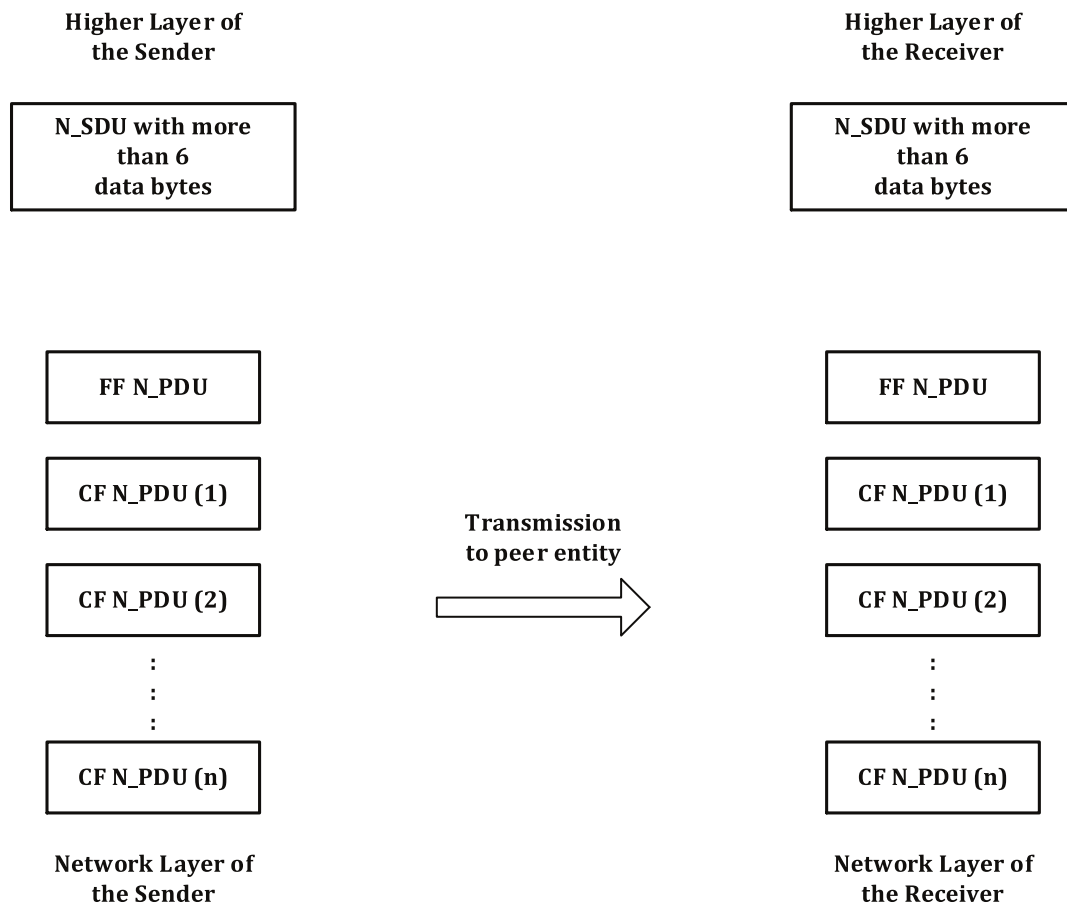 Higher Layer of
the Sender
Higher Layer of
the Receiver
N_SDU with more
than 6
data bytes
N_SDU with more
than 6
data bytes
FF N_PDU
FF N_PDU
CF N_PDU (1)
CF N_PDU (1)
Transmission
to peer entity
CF N_PDU (2)
CF N_PDU (2)
:
:
:
:
:
:
CF N_PDU (n)
CF N_PDU (n)
Network Layer of
the Sender
Network Layer of
the Receiver